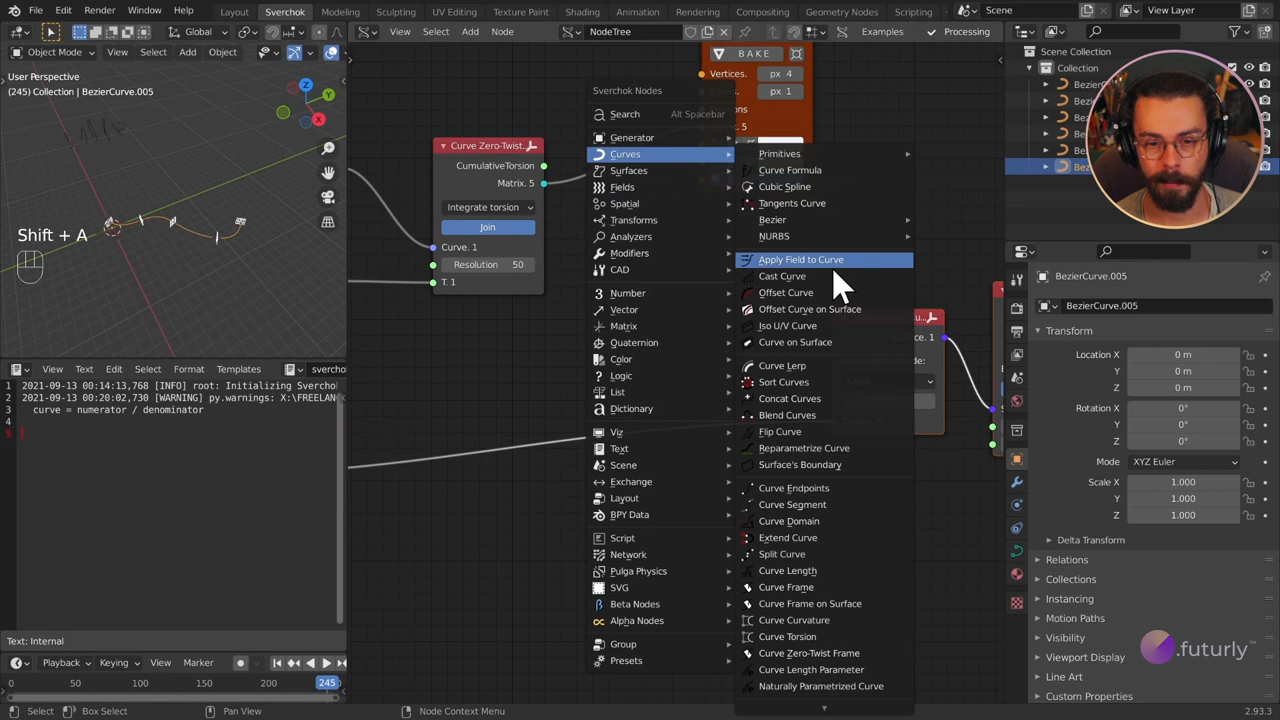 File Edit Render Window Help
Layout Sverchok Modeling Sculpting UV Editing Texture Paint Shading Animation Rendering Compositing Geometry Nodes Scripting
Scene View Layer
Global
View Select Add Node NodeTree Examples Processing
Object Mode View Select Add Object
User Perspective
(245) Collection | BezierCurve.005
Shift + A
BAKE
Vertices. px 4
px 1
Curve Zero-Twist..
CumulativeTorsion
Matrix. 5
Integrate torsion
Join
Curve. 1
Resolution 50
T. 1
Sverchok Nodes
Search Alt Spacebar
Generator
Curves
Surfaces
Fields
Spatial
Transforms
Analyzers
Modifiers
CAD
Number
Vector
Matrix
Quaternion
Color
Logic
List
Dictionary
Viz
Text
Scene
Exchange
Layout
BPY Data
Script
Network
Pulga Physics
SVG
Beta Nodes
Alpha Nodes
Group
Presets
Primitives
Curve Formula
Cubic Spline
Tangents Curve
Bezier
NURBS
Apply Field to Curve
Cast Curve
Offset Curve
Offset Curve on Surface
Iso U/V Curve
Curve on Surface
Curve Lerp
Sort Curves
Concat Curves
Blend Curves
Flip Curve
Reparametrize Curve
Surface's Boundary
Curve Endpoints
Curve Segment
Curve Domain
Extend Curve
Split Curve
Curve Length
Curve Frame
Curve Frame on Surface
Curve Curvature
Curve Torsion
Curve Zero-Twist Frame
Curve Length Parameter
Naturally Parametrized Curve
View Text Edit Select Format Templates
1 2021-09-13 00:14:13,768 [INFO] root: Initializing Sverch
2 2021-09-13 00:20:02,730 [WARNING] py.warnings: X:\FREELAN
3 curve = numerator / denominator
4
5
Text: Internal
Playback Keying View Marker
0 50 100 150 200 245
Scene Collection
Collection
BezierCurv
BezierCurve.005
BezierCurve.005
Transform
Location X 0 m
Y 0 m
Z 0 m
Rotation X 0°
Y 0°
Z 0°
Mode XYZ Euler
Scale X 1.000
Y 1.000
Z 1.000
Delta Transform
Relations
Collections
Instancing
Motion Paths
Visibility
Viewport Display
Line Art
Custom Properties
.futurly
Select Box Select Pan View Node Context Menu 2.93.3